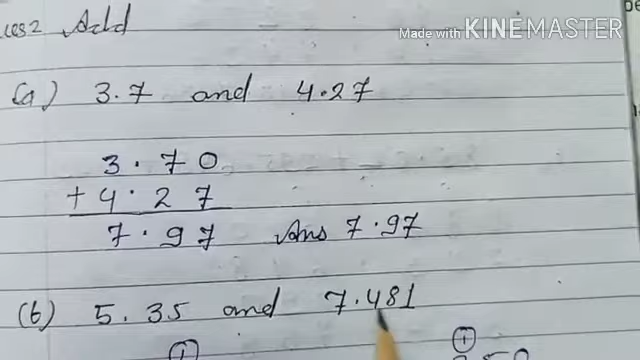 Add
Made with KINEMASTER
(a) 3.7 and 4.27
3.70
+ 4.27
7.97 Ans 7.97
(b) 5.35 and 7.481